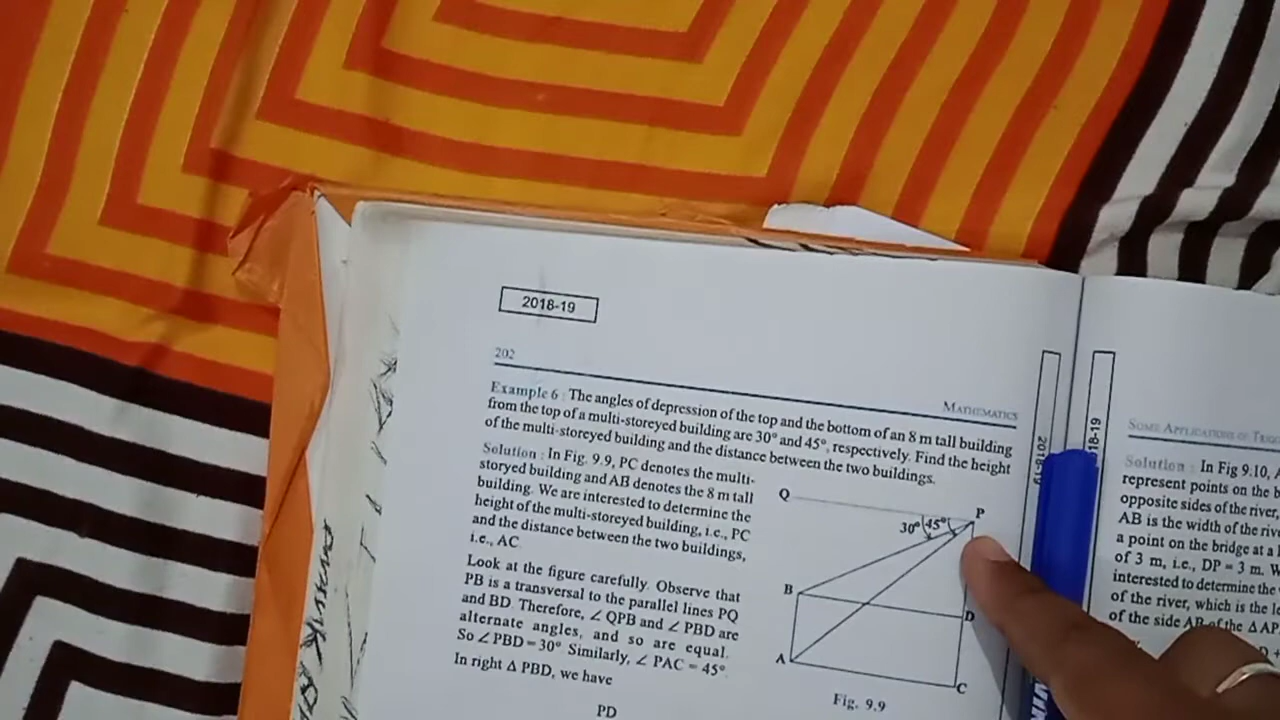 2018-19
202
MATHEMATICS
Example 6 : The angles of depression of the top and the bottom of an 8 m tall building
from the top of a multi-storeyed building are 30° and 45°, respectively. Find the height
of the multi-storeyed building and the distance between the two buildings.
Solution : In Fig. 9.9, PC denotes the multi-
storyed building and AB denotes the 8 m tall
building. We are interested to determine the
height of the multi-storeyed building, i.e., PC
and the distance between the two buildings,
i.e., AC.
Look at the figure carefully. Observe that
PB is a transversal to the parallel lines PQ
and BD. Therefore, ∠ QPB and ∠ PBD are
alternate angles, and so are equal.
So ∠ PBD = 30°. Similarly, ∠ PAC = 45°.
In right Δ PBD, we have
PD
Q
P
30°
45°
B
D
A
C
Fig. 9.9
2018-19
18-19
SOME APPLICATIONS OF
Solution : In Fig 9.10,
represent points on the
opposite sides of the river,
AB is the width of the
a point on the bridge at a
of 3 m, i.e., DP = 3 m.
interested to determine the
of the river, which is the
of the side AB of the Δ